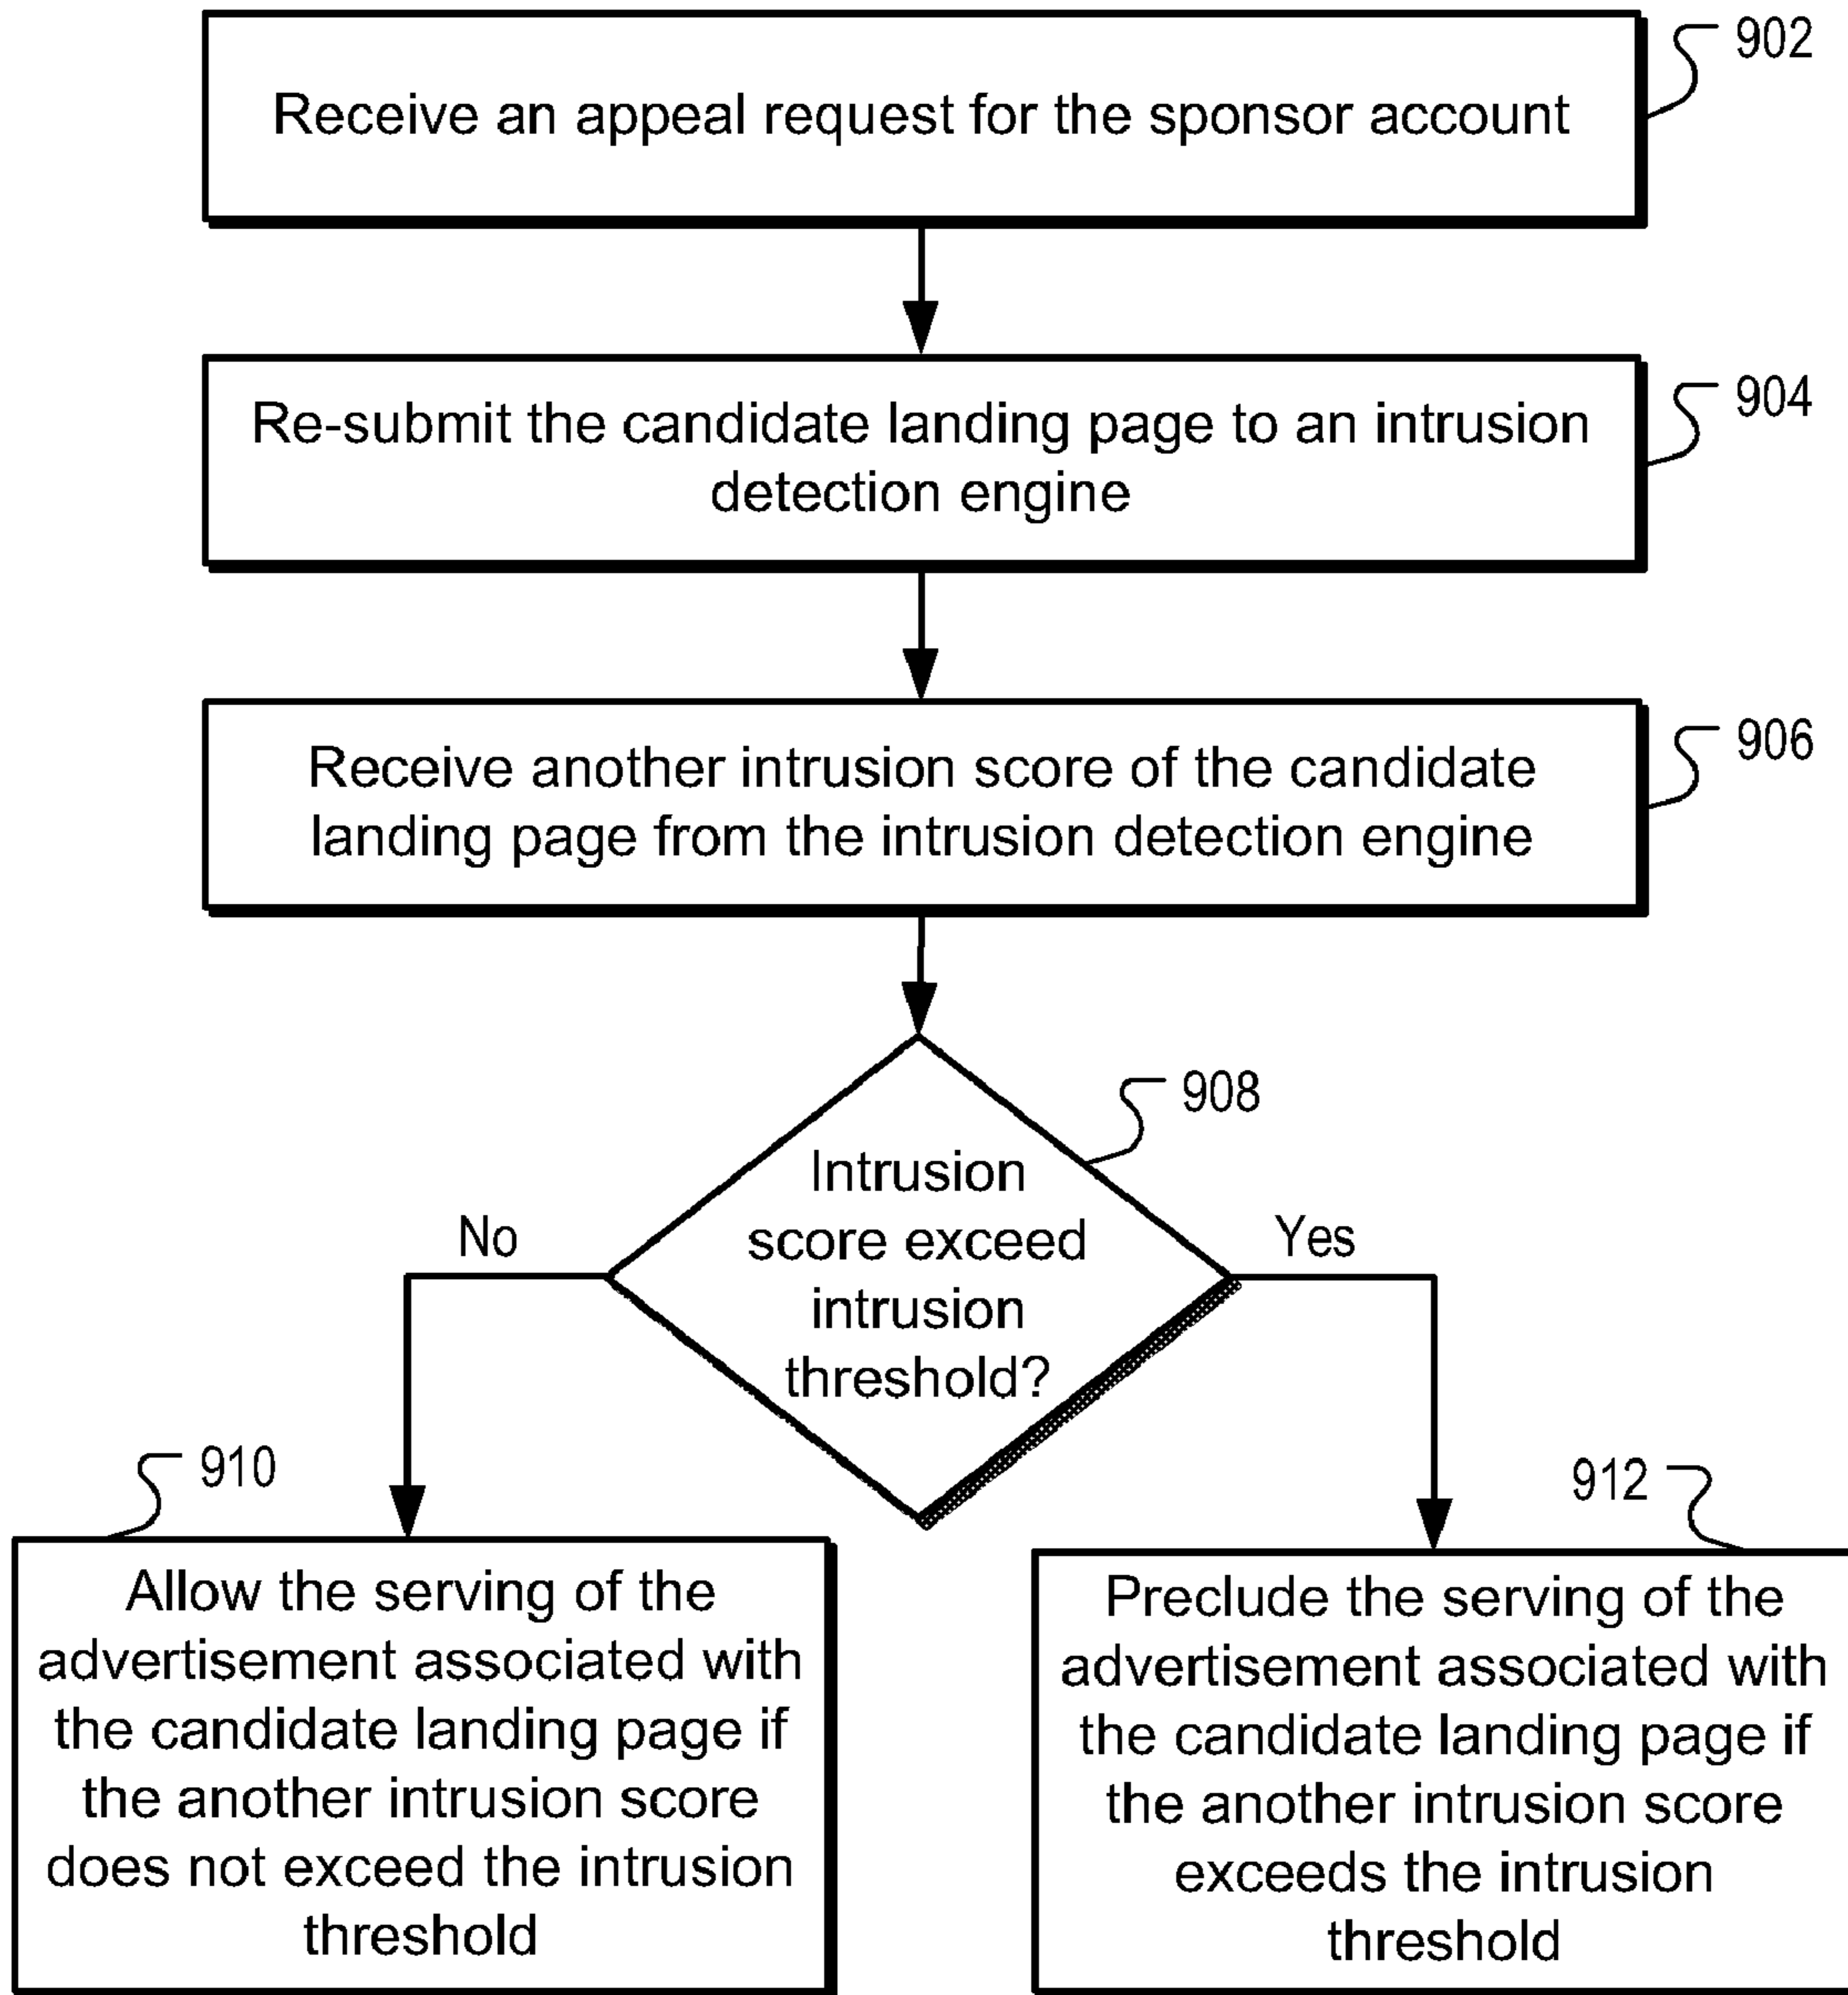 902
Receive an appeal request for the sponsor account
904
Re-submit the candidate landing page to an intrusion
detection engine
906
Receive another intrusion score of the candidate
landing page from the intrusion detection engine
908
Intrusion
score exceed
intrusion
threshold?
No
Yes
910
Allow the serving of the
advertisement associated with
the candidate landing page if
the another intrusion score
does not exceed the intrusion
threshold
912
Preclude the serving of the
advertisement associated with
the candidate landing page if
the another intrusion score
exceeds the intrusion
threshold